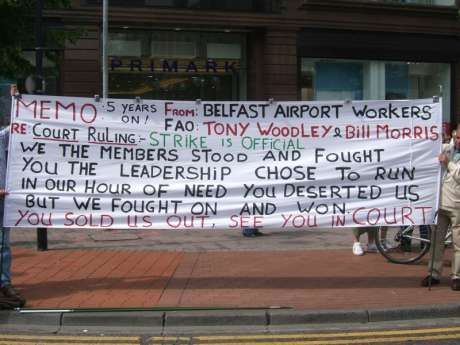 PRIMARK
MEMO :5 YEARS ON! FROM: BELFAST AIRPORT WORKERS
FAO: TONY WOODLEY & BILL MORRIS
RE: COURT RULING:- STRIKE IS OFFICIAL
WE THE MEMBERS STOOD AND FOUGHT
YOU THE LEADERSHIP CHOSE TO RUN
IN OUR HOUR OF NEED YOU DESERTED US
BUT WE FOUGHT ON AND WON.
YOU SOLD US OUT, SEE YOU IN COURT